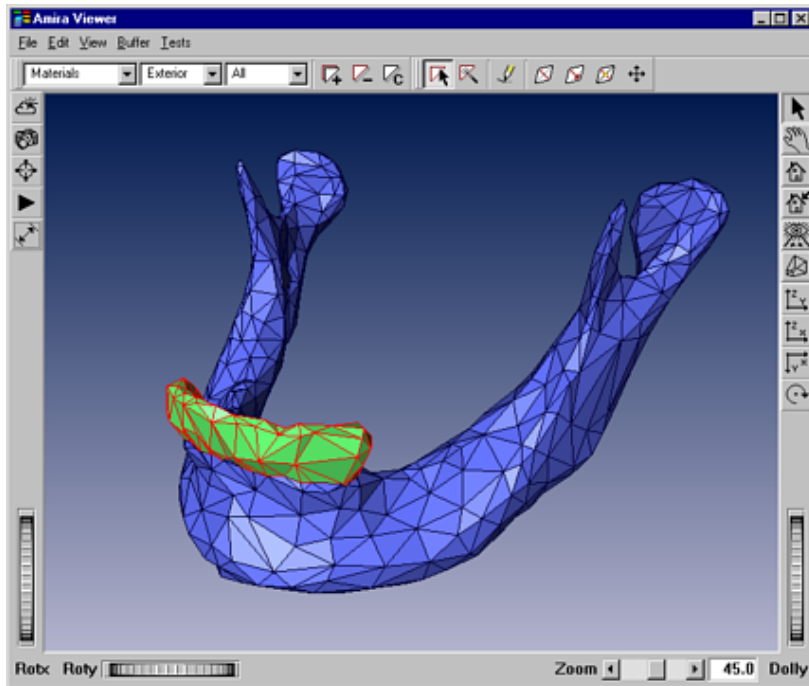 Amira Viewer
File Edit View Buffer Tests
Materials Exterior All
Rotx Roty Zoom 45.0 Dolly